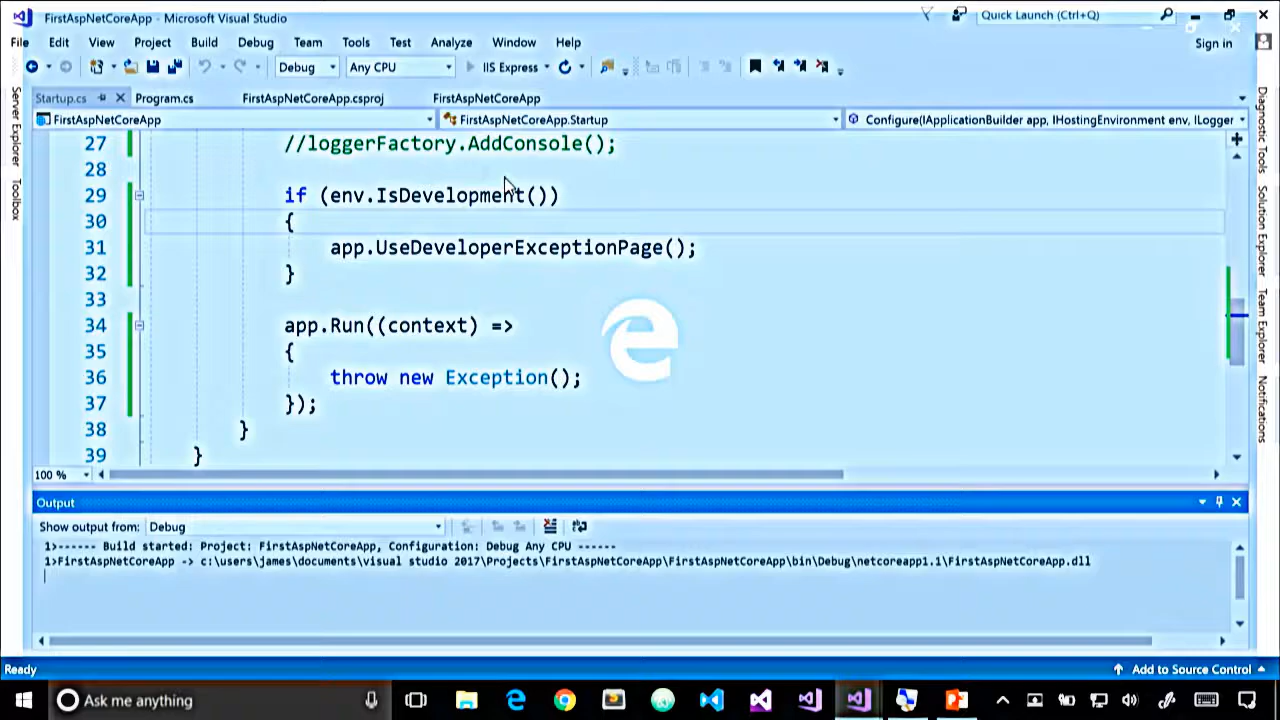 FirstAspNetCoreApp - Microsoft Visual Studio
Quick Launch (Ctrl+Q)
File Edit View Project Build Debug Team Tools Test Analyze Window Help
Sign in
Debug Any CPU IIS Express
Startup.cs Program.cs FirstAspNetCoreApp.csproj FirstAspNetCoreApp
FirstAspNetCoreApp FirstAspNetCoreApp.Startup Configure(IApplicationBuilder app, IHostingEnvironment env, ILogger
Server Explorer
Toolbox
27 //loggerFactory.AddConsole();
28
29 if (env.IsDevelopment())
30 {
31 app.UseDeveloperExceptionPage();
32 }
33
34 app.Run((context) =>
35 {
36 throw new Exception();
37 });
38 }
39 }
100 %
Diagnostic Tools
Solution Explorer
Team Explorer
Notifications
Output
Show output from: Debug
1>------ Build started: Project: FirstAspNetCoreApp, Configuration: Debug Any CPU ------
1>FirstAspNetCoreApp -> c:\users\james\documents\visual studio 2017\Projects\FirstAspNetCoreApp\FirstAspNetCoreApp\bin\Debug\netcoreapp1.1\FirstAspNetCoreApp.dll
Ready
Add to Source Control
Ask me anything